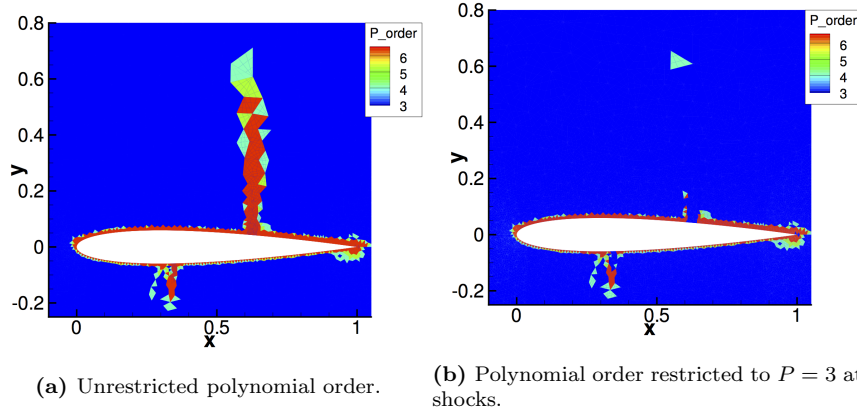 P_order
6
5
4
3
0.8
0.6
0.4
0.2
0
-0.2
y
0 0.5 1
x
(a) Unrestricted polynomial order.
P_order
6
5
4
3
0.8
0.6
0.4
0.2
0
-0.2
y
0 0.5 1
x
(b) Polynomial order restricted to P = 3 at
shocks.